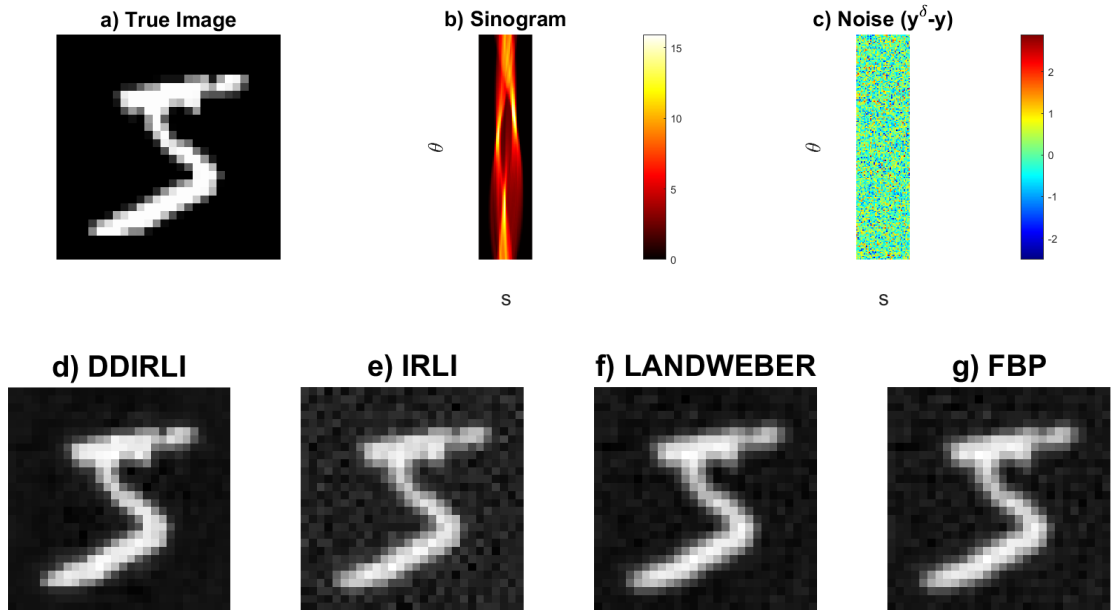 a) True Image
b) Sinogram
c) Noise (y^δ-y)
θ
s
15
10
5
0
θ
s
2
1
0
-1
-2
d) DDIRLI
e) IRLI
f) LANDWEBER
g) FBP